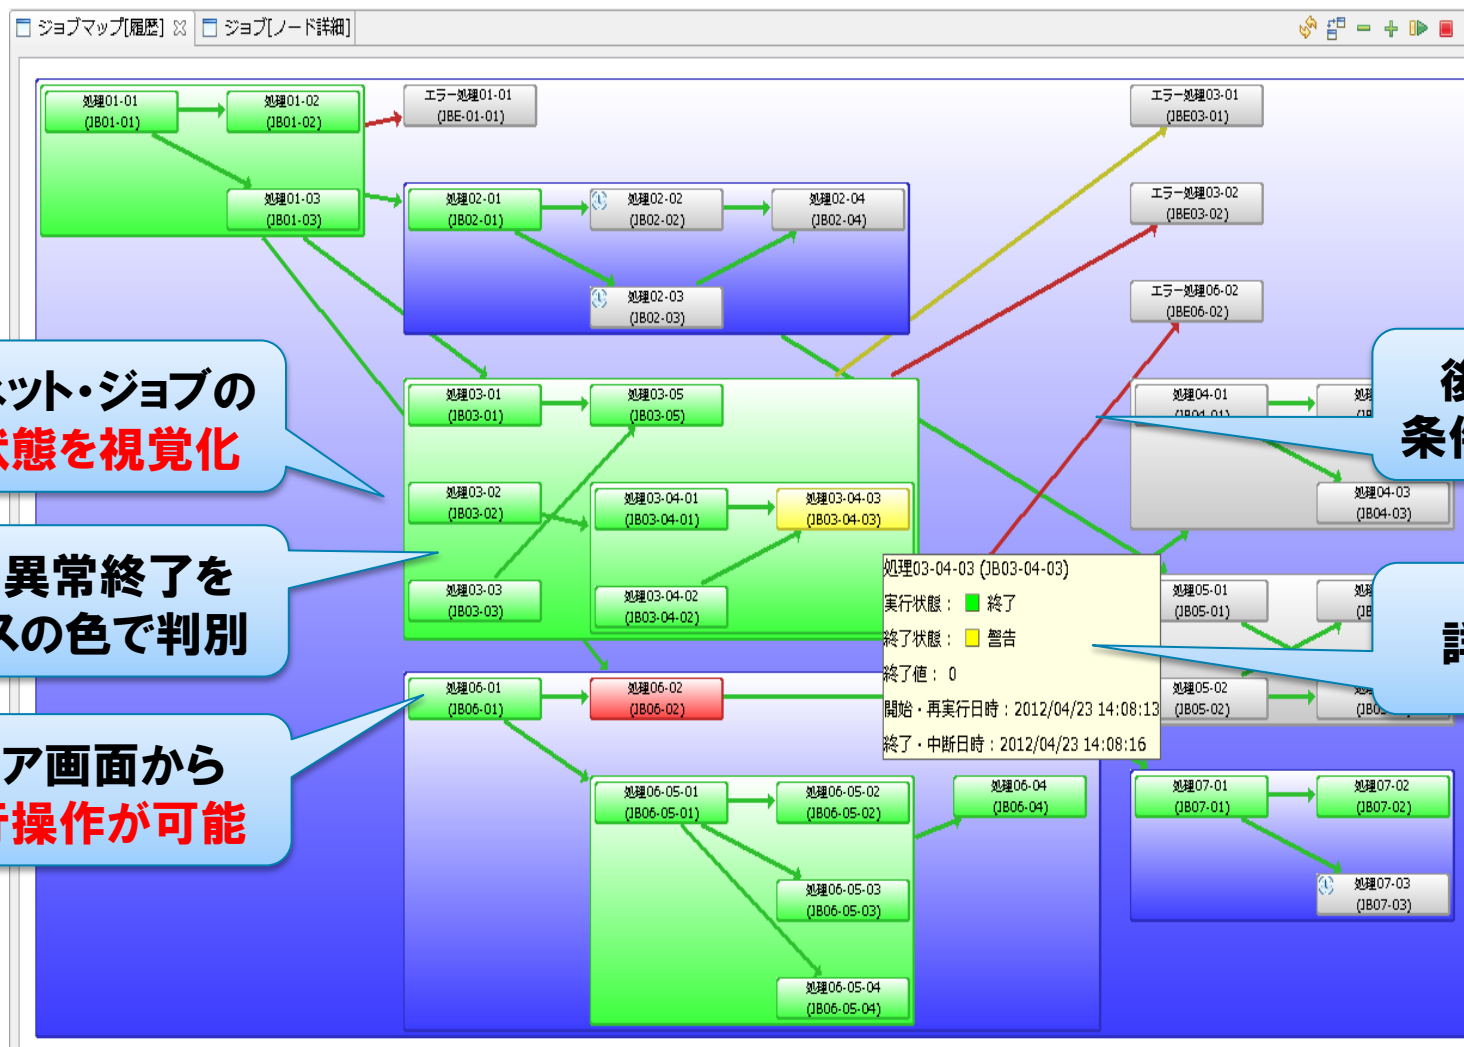 ジョブマップ[履歴]
ジョブ[ノード詳細]
処理01-01
(JB01-01)
処理01-02
(JB01-02)
エラー処理01-01
(JBE-01-01)
エラー処理03-01
(JBE03-01)
処理01-03
(JB01-03)
処理02-01
(JB02-01)
処理02-02
(JB02-02)
処理02-04
(JB02-04)
エラー処理03-02
(JBE03-02)
処理02-03
(JB02-03)
エラー処理06-02
(JBE06-02)
ネット・ジョブの
状態を視覚化
処理03-01
(JB03-01)
処理03-05
(JB03-05)
処理04-01
(JB04-01)
後
条件
処理03-02
(JB03-02)
処理03-04-01
(JB03-04-01)
処理03-04-03
(JB03-04-03)
処理04-03
(JB04-03)
異常終了を
スの色で判別
処理03-03
(JB03-03)
処理03-04-02
(JB03-04-02)
処理03-04-03 (JB03-04-03)
実行状態: 終了
終了状態: 警告
終了値: 0
開始・再実行日時:2012/04/23 14:08:13
終了・中断日時:2012/04/23 14:08:16
処理05-01
(JB05-01)
詳
処理05-02
(JB05-02)
処理06-01
(JB06-01)
処理06-02
(JB06-02)
ア画面から
行操作が可能
処理06-05-01
(JB06-05-01)
処理06-05-02
(JB06-05-02)
処理06-04
(JB06-04)
処理07-01
(JB07-01)
処理07-02
(JB07-02)
処理06-05-03
(JB06-05-03)
処理07-03
(JB07-03)
処理06-05-04
(JB06-05-04)